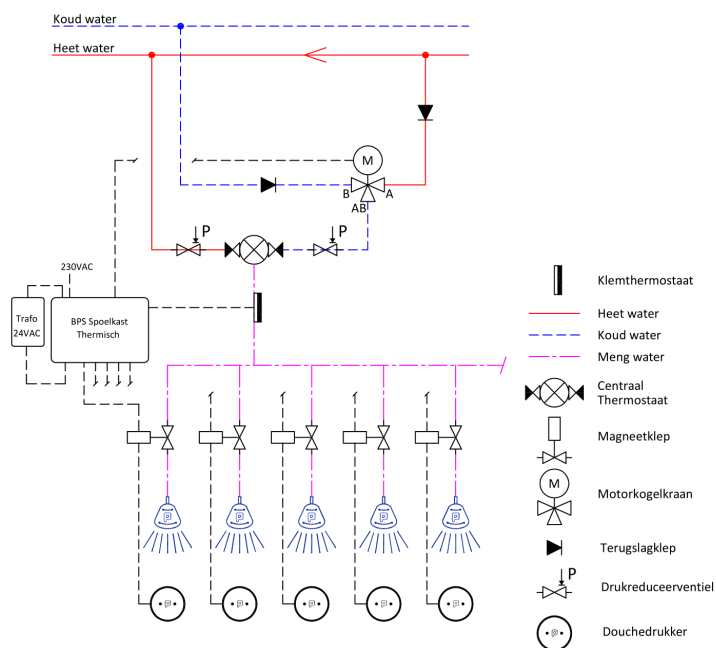 Koud water
Heet water
M
B
A
AB
P
P
230VAC
Trafo
24VAC
BPS Spoelkast
Thermisch
Klemthermostaat
Heet water
Koud water
Meng water
Centraal
Thermostaat
Magneetklep
M
Motorkogelkraan
Terugslagklep
P
Drukreduceerventiel
Douchedrukker